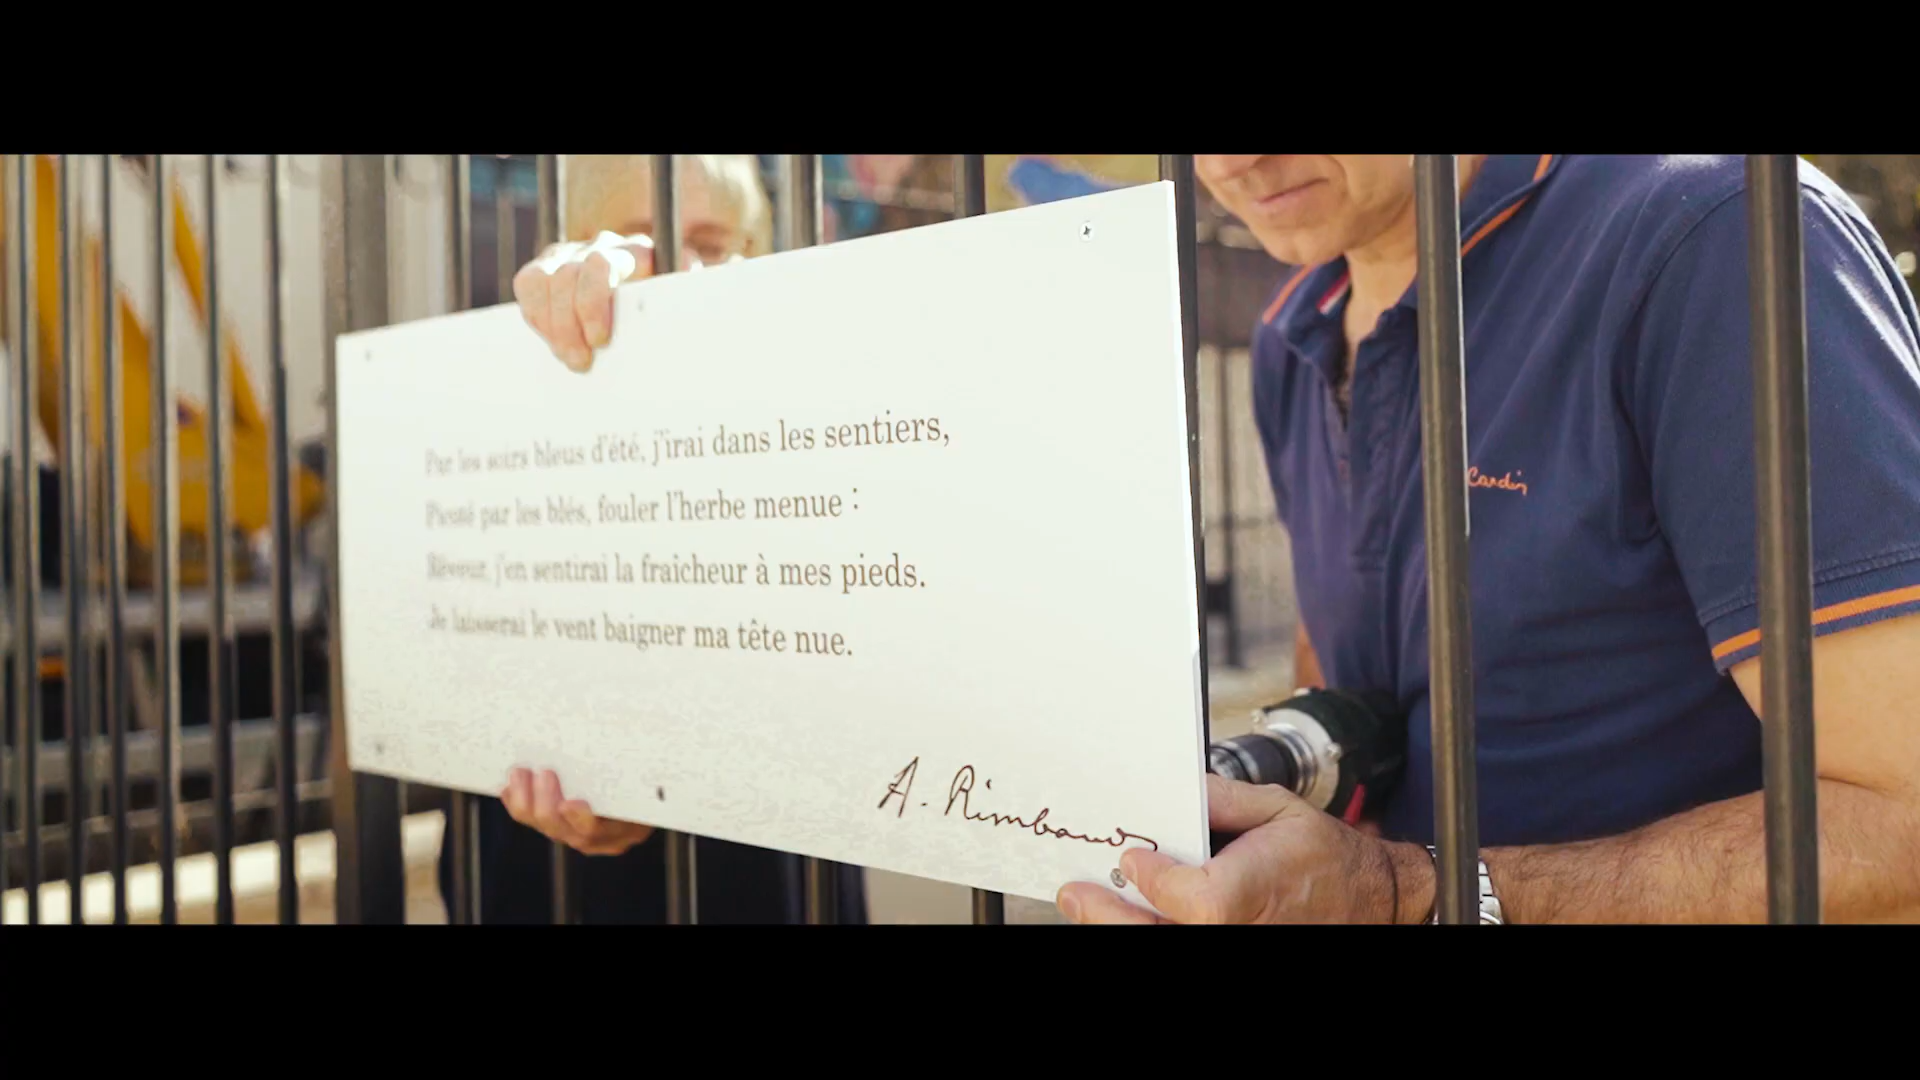 Par les soirs bleus d'été, j'irai dans les sentiers,
Picoté par les blés, fouler l'herbe menue :
Rêveur, j'en sentirai la fraîcheur à mes pieds.
Je laisserai le vent baigner ma tête nue.
A. Rimbaud
Cardin